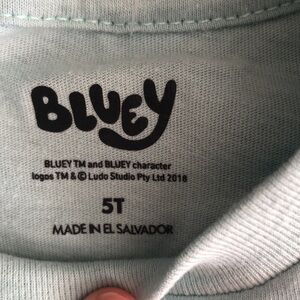 BLUEY
BLUEY TM and BLUEY character
logos TM & © Ludo Studio Pty Ltd 2018
5T
MADE IN EL SALVADOR